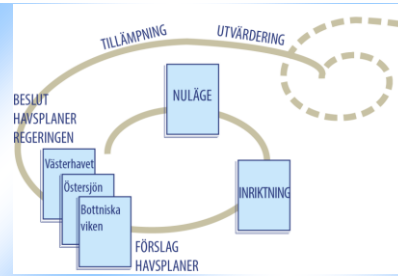 TILLÄMPNING
UTVÄRDERING
BESLUT
HAVSPLANER
REGERINGEN
NULÄGE
Västerhavet
Östersjön
Bottniska
viken
INRIKTNING
FÖRSLAG
HAVSPLANER